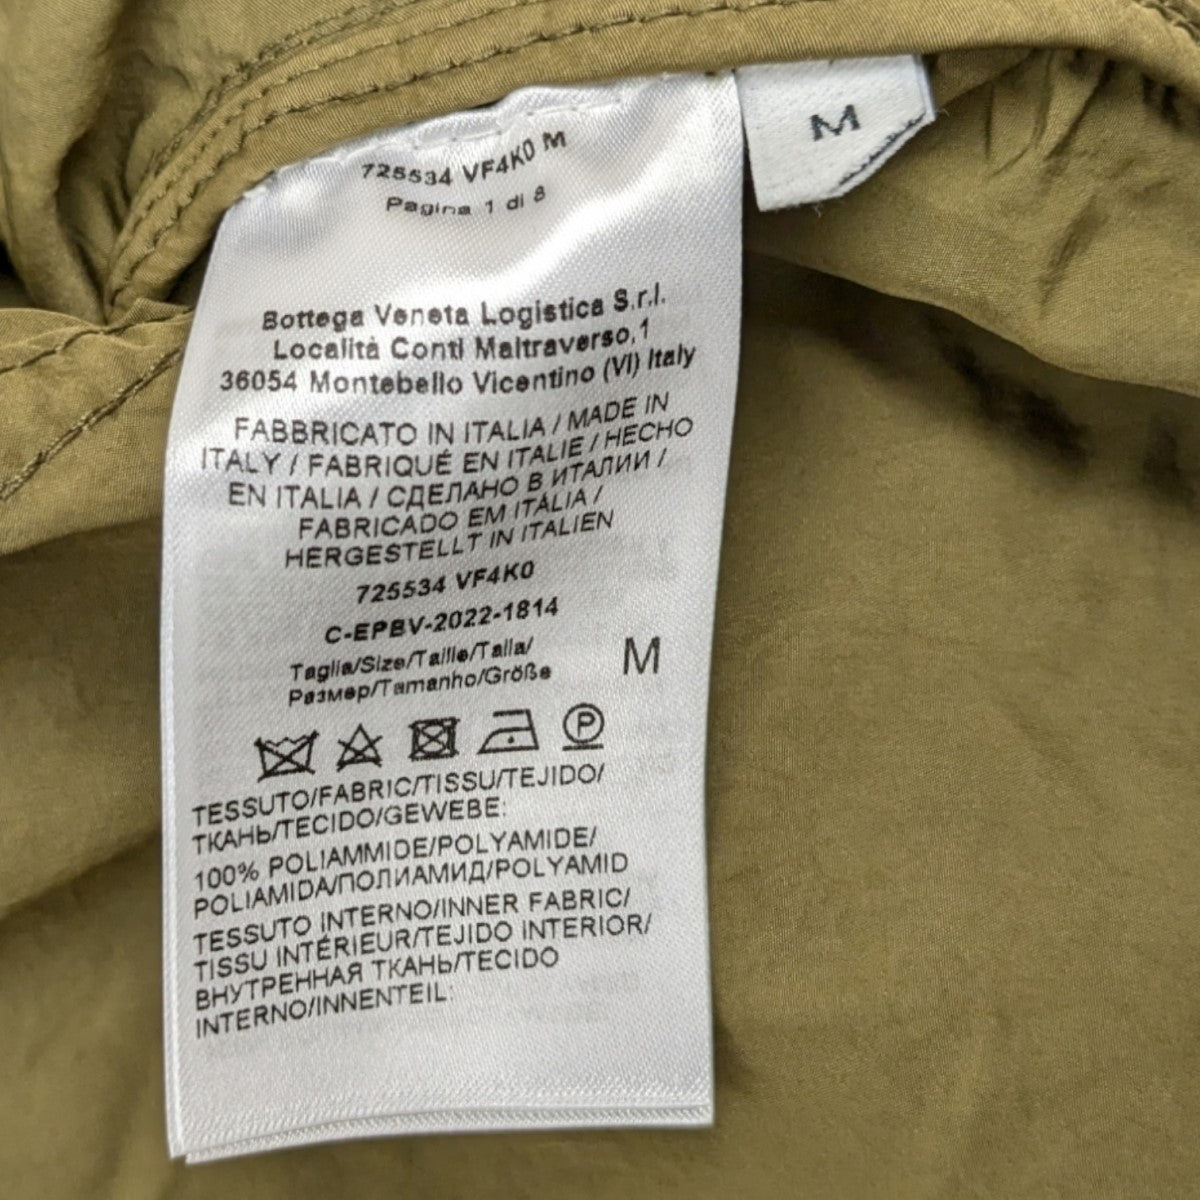 M
725534 VF4K0 M
Pagina 1 di 8
Bottega Veneta Logistica S.r.l.
Località Conti Maltraverso,1
36054 Montebello Vicentino (VI) Italy
FABBRICATO IN ITALIA / MADE IN
ITALY / FABRIQUÉ EN ITALIE / HECHO
EN ITALIA / СДЕЛАНО В ИТАЛИИ /
FABRICADO EM ITÁLIA /
HERGESTELLT IN ITALIEN
725534 VF4K0
C-EPBV-2022-1814
Taglia/Size/Taille/Talla/
Размер/Tamanho/Größe
M
P
TESSUTO/FABRIC/TISSU/TEJIDO/
ТКАНЬ/TECIDO/GEWEBE:
100% POLIAMMIDE/POLYAMIDE/
POLIAMIDA/ПОЛИАМИД/POLYAMID
TESSUTO INTERNO/INNER FABRIC/
TISSU INTÉRIEUR/TEJIDO INTERIOR/
ВНУТРЕННАЯ ТКАНЬ/TECIDO
INTERNO/INNENTEIL: